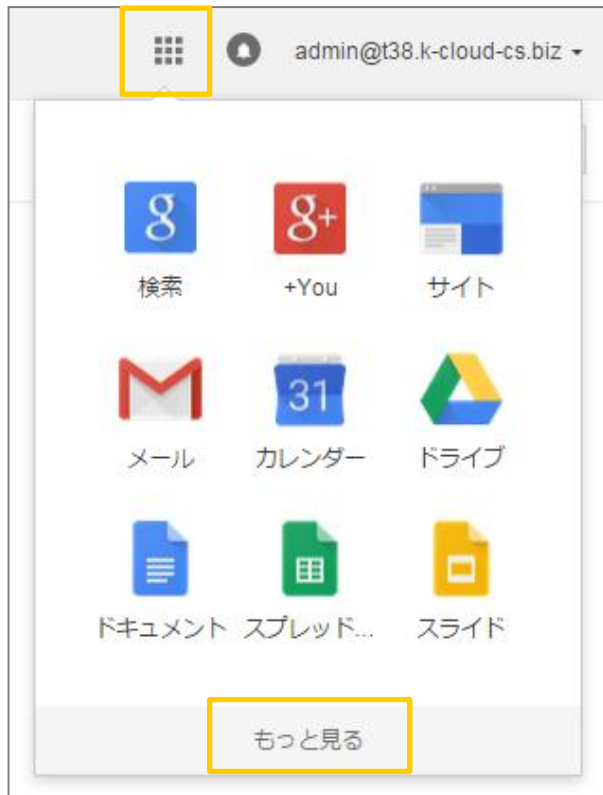 admin@t38.k-cloud-cs.biz
g
g+
検索
+You
サイト
31
メール
カレンダー
ドライブ
ドキュメント
スプレッド...
スライド
もっと見る